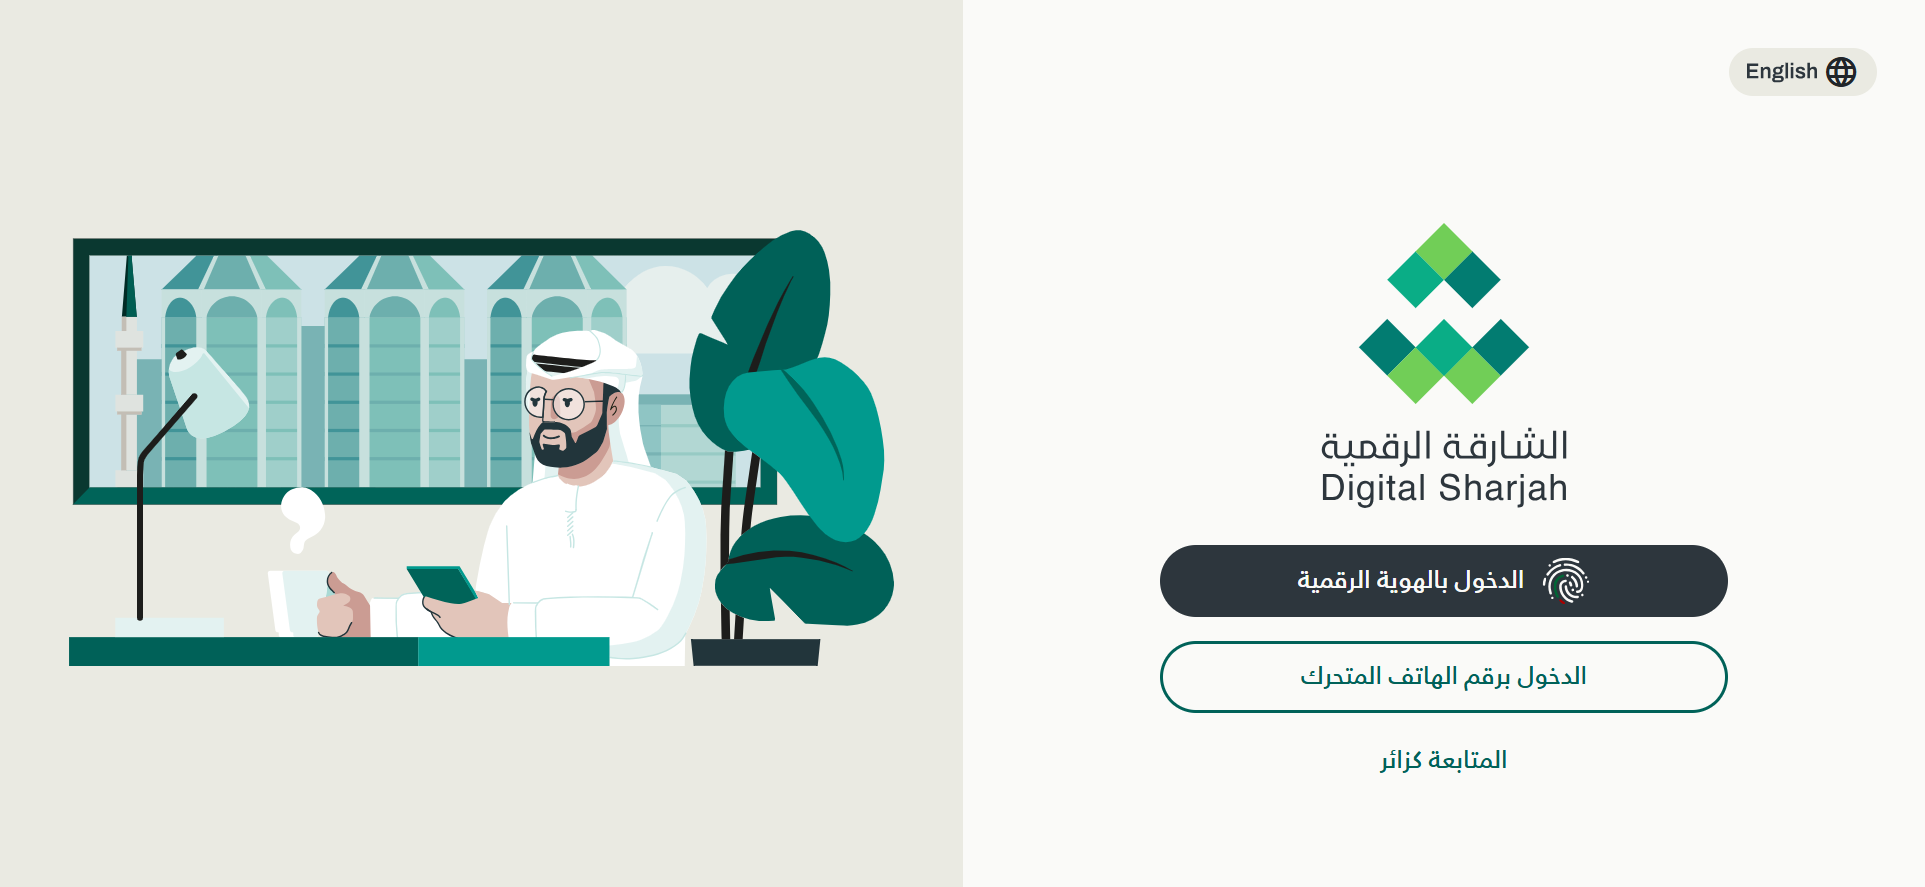 English
الشارقة الرقمية
Digital Sharjah
الدخول بالهوية الرقمية
الدخول برقم الهاتف المتحرك
المتابعة كزائر